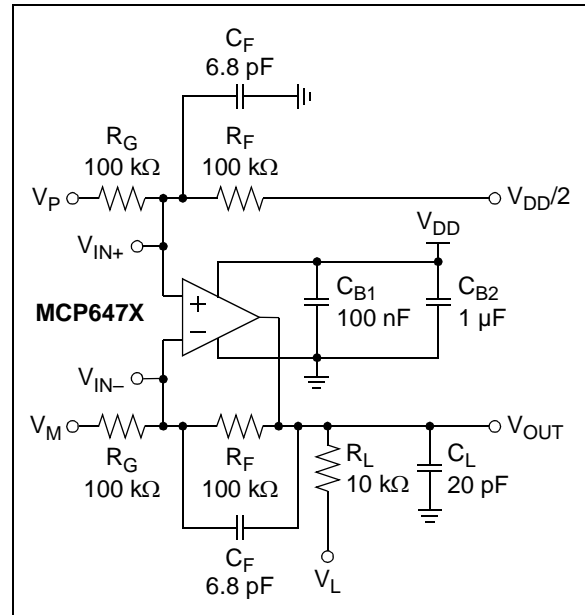 C_F
6.8 pF
R_G
100 kΩ
R_F
100 kΩ
V_P
V_DD/2
V_DD
V_IN+
MCP647X
+
−
C_B1
100 nF
C_B2
1 µF
V_IN–
V_M
V_OUT
R_G
100 kΩ
R_F
100 kΩ
R_L
10 kΩ
C_L
20 pF
C_F
6.8 pF
V_L